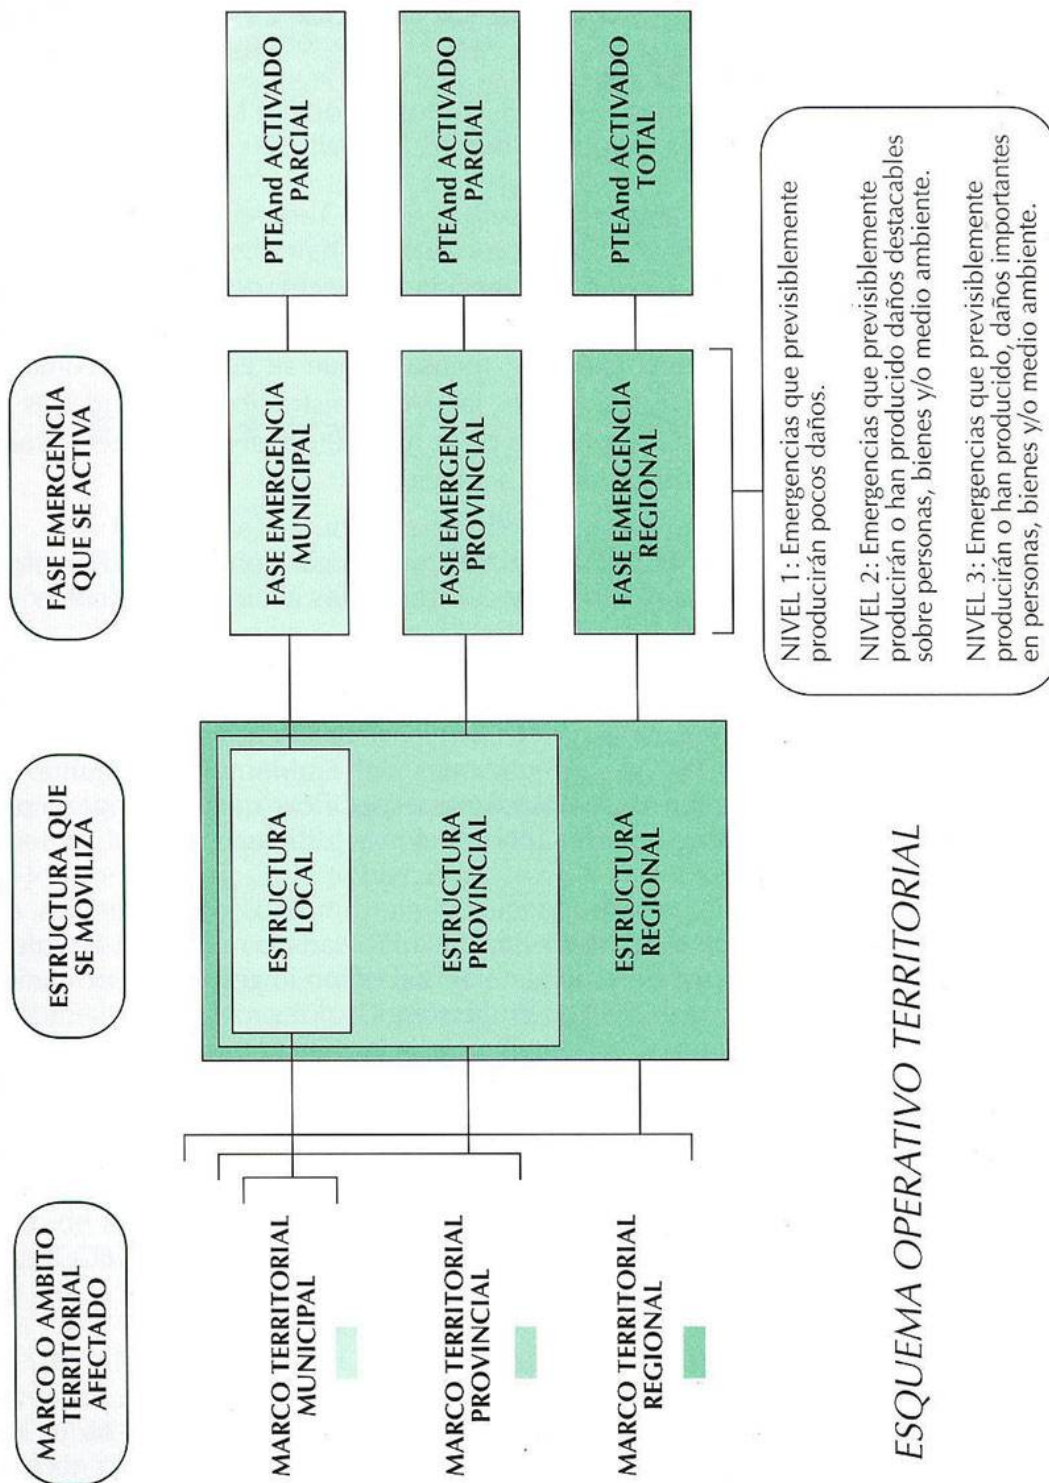 MARCO O AMBITO
TERRITORIAL
AFECTADO
ESTRUCTURA QUE
SE MOVILIZA
FASE EMERGENCIA
QUE SE ACTIVA
MARCO TERRITORIAL
MUNICIPAL
ESTRUCTURA
LOCAL
FASE EMERGENCIA
MUNICIPAL
PTEAnd ACTIVADO
PARCIAL
MARCO TERRITORIAL
PROVINCIAL
ESTRUCTURA
PROVINCIAL
FASE EMERGENCIA
PROVINCIAL
PTEAnd ACTIVADO
PARCIAL
MARCO TERRITORIAL
REGIONAL
ESTRUCTURA
REGIONAL
FASE EMERGENCIA
REGIONAL
PTEAnd ACTIVADO
TOTAL
NIVEL 1: Emergencias que previsiblemente
producirán pocos daños.
NIVEL 2: Emergencias que previsiblemente
producirán o han producido daños destacables
sobre personas, bienes y/o medio ambiente.
NIVEL 3: Emergencias que previsiblemente
producirán o han producido, daños importantes
en personas, bienes y/o medio ambiente.
ESQUEMA OPERATIVO TERRITORIAL